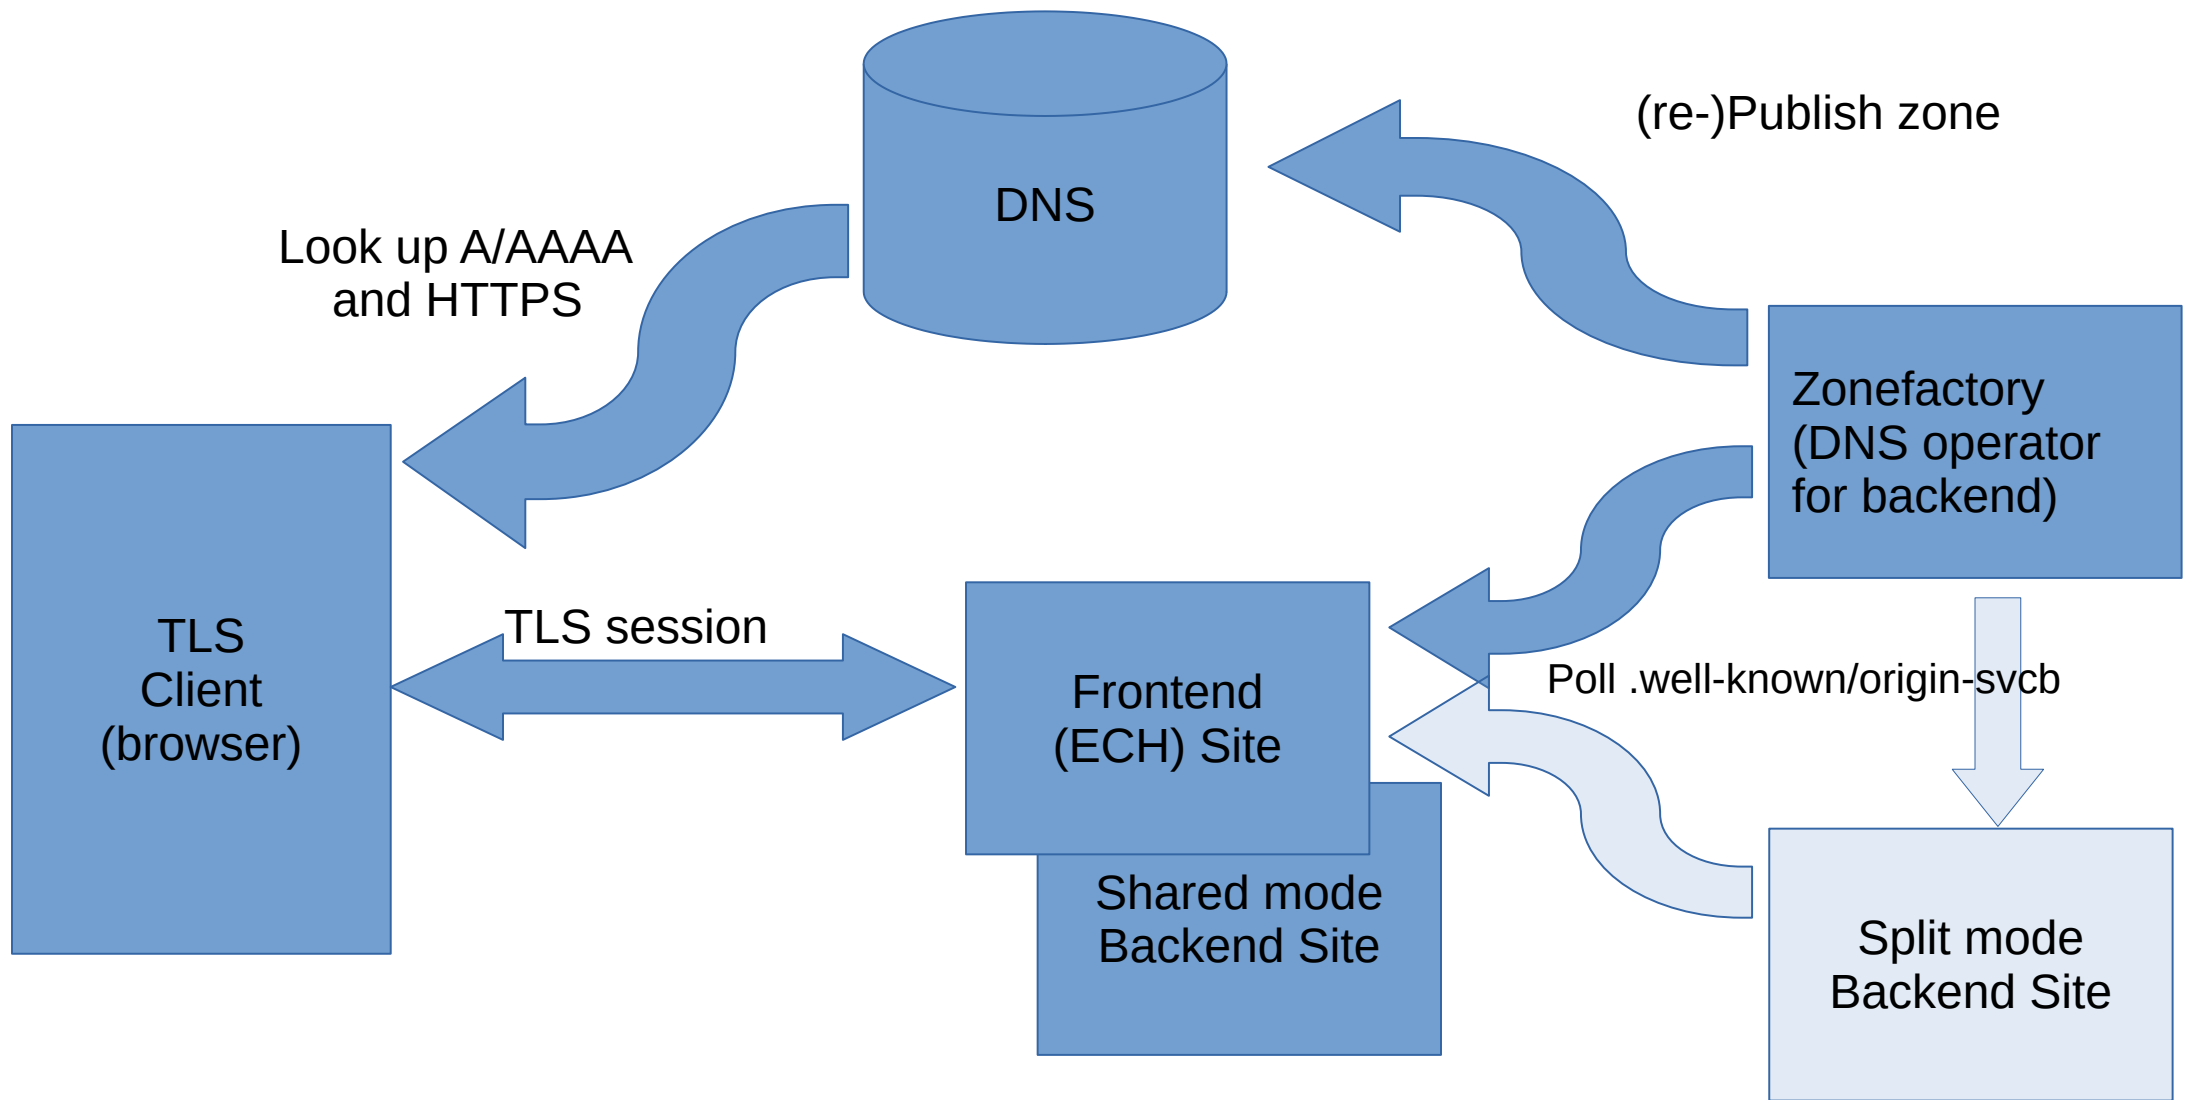 DNS
(re-)Publish zone
Look up A/AAAA
and HTTPS
Zonefactory
(DNS operator
for backend)
TLS
Client
(browser)
TLS session
Frontend
(ECH) Site
Poll .well-known/origin-svcb
Shared mode
Backend Site
Split mode
Backend Site